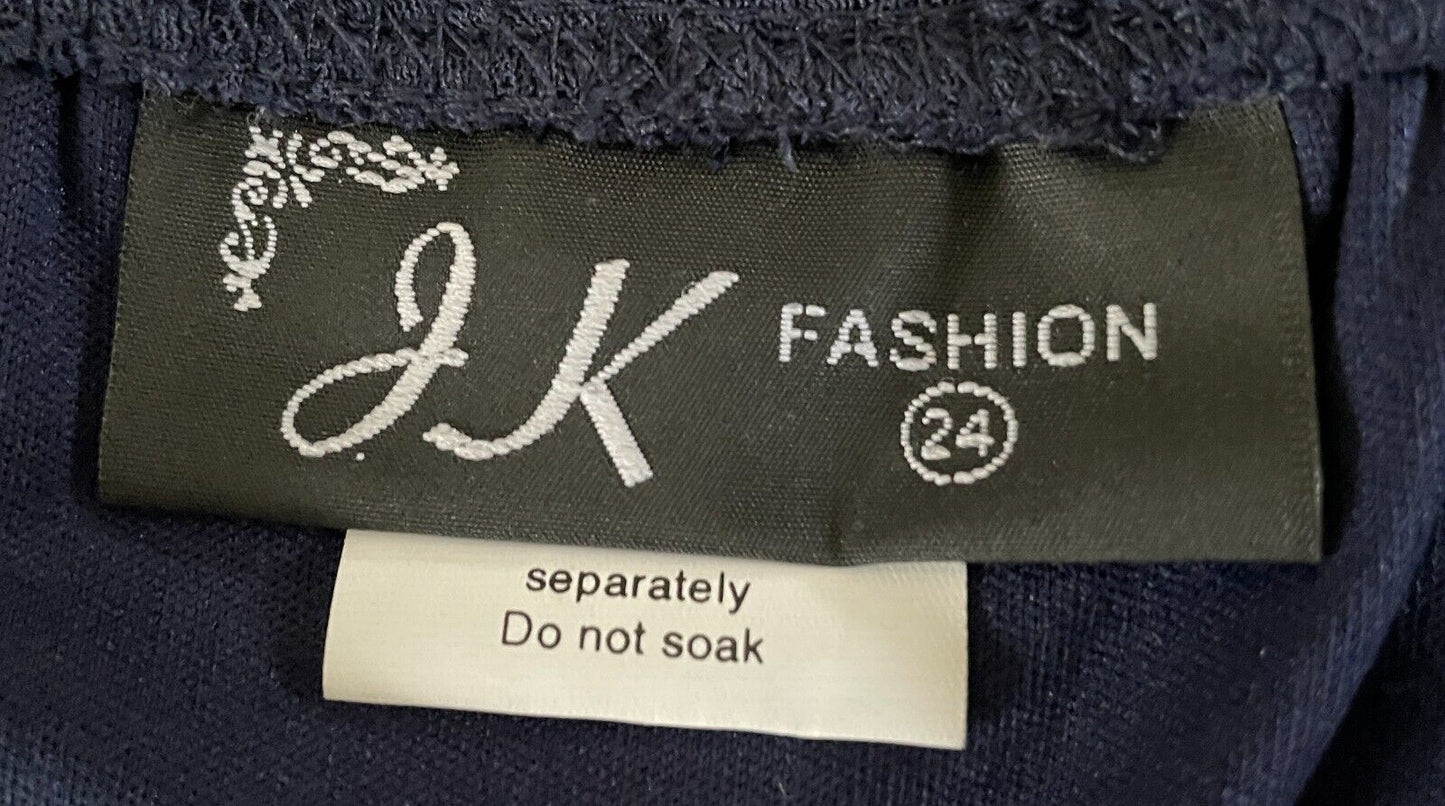 JK FASHION
24
separately
Do not soak